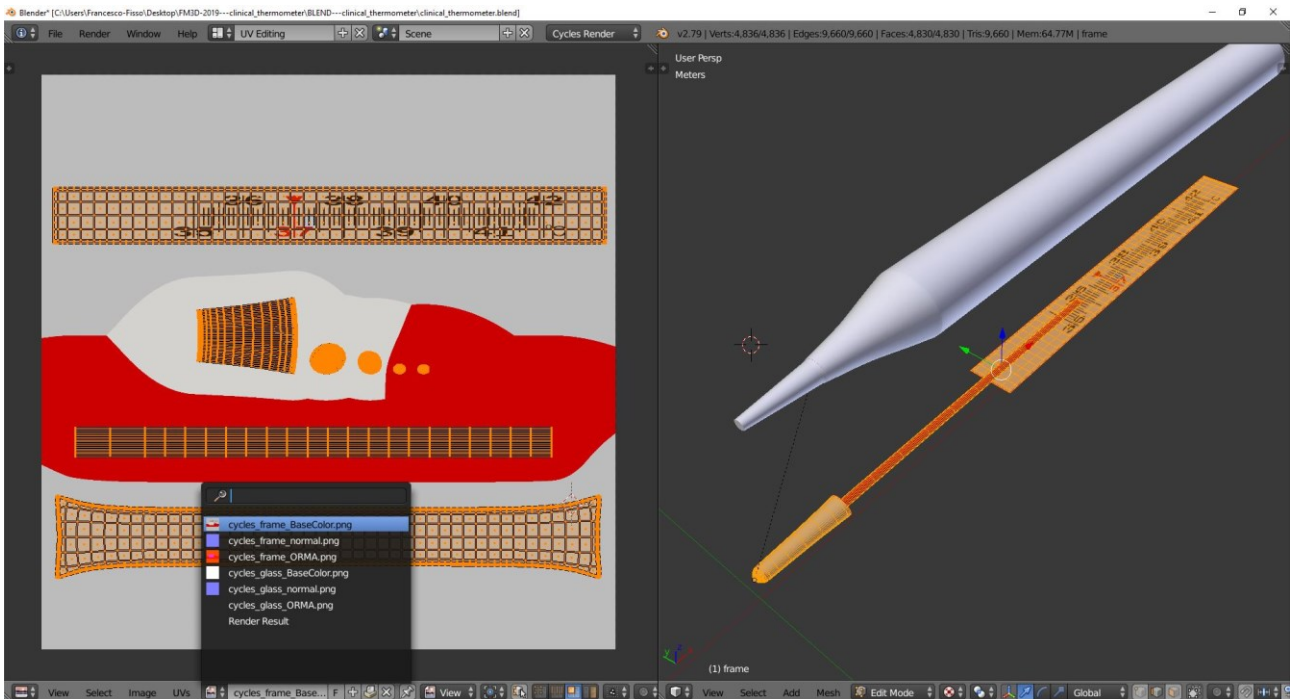 Blender* [C:\Users\Francesco-Fisso\Desktop\FM3D-2019---clinical_thermometer\BLEND---clinical_thermometer\clinical_thermometer.blend]
File Render Window Help UV Editing Scene Cycles Render v2.79 | Verts:4,836/4,836 | Edges:9,660/9,660 | Faces:4,830/4,830 | Tris:9,660 | Mem:64.77M | frame
User Persp
Meters
36 38 40 42
35 37 39 41 °C
cycles_frame_BaseColor.png
cycles_frame_normal.png
cycles_frame_ORMA.png
cycles_glass_BaseColor.png
cycles_glass_normal.png
cycles_glass_ORMA.png
Render Result
(1) frame
View Select Image UVs cycles_frame_Base... F View
View Select Add Mesh Edit Mode Global